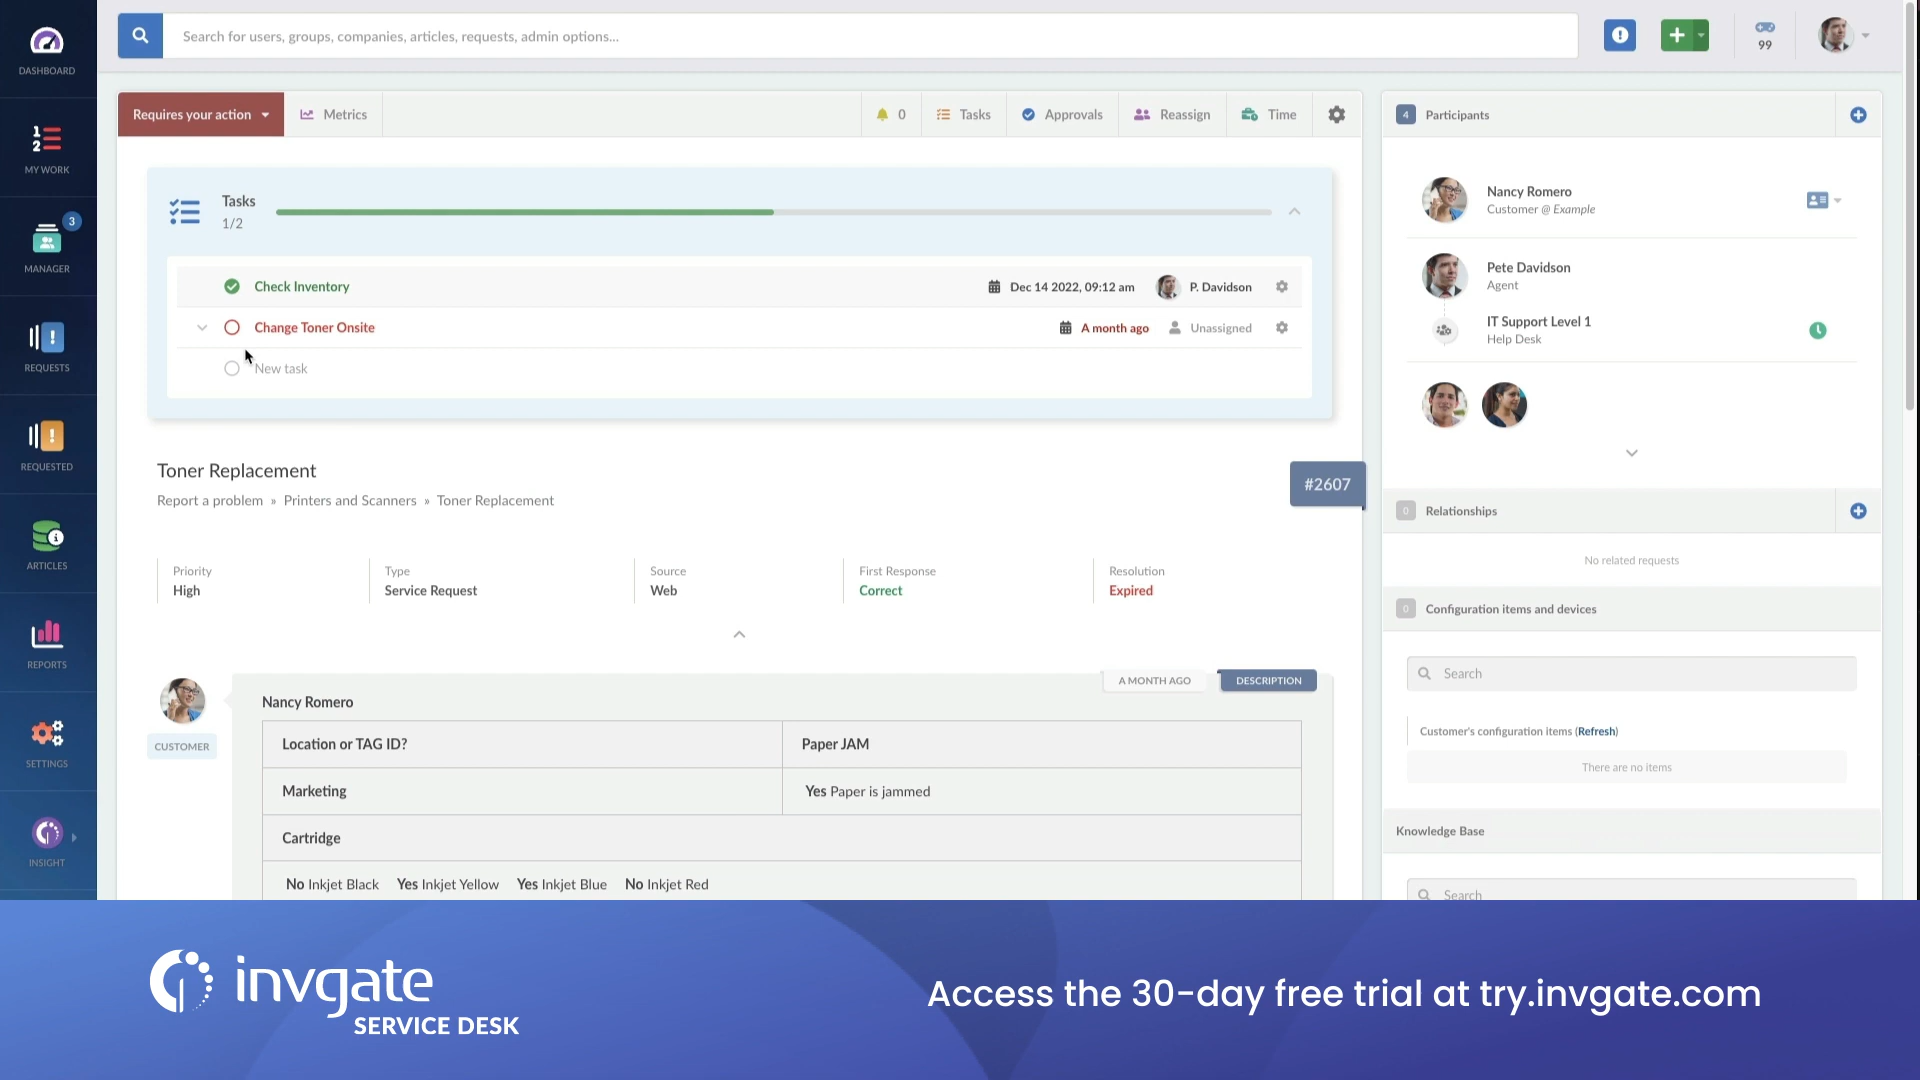 DASHBOARD
MY WORK
3
MANAGER
REQUESTS
REQUESTED
ARTICLES
REPORTS
SETTINGS
INSIGHT
Search for users, groups, companies, articles, requests, admin options...
99
Requires your action
Metrics
0
Tasks
Approvals
Reassign
Time
Tasks
1/2
Check Inventory
Dec 14 2022, 09:12 am
P. Davidson
Change Toner Onsite
A month ago
Unassigned
New task
Toner Replacement
#2607
Report a problem » Printers and Scanners » Toner Replacement
Priority
High
Type
Service Request
Source
Web
First Response
Correct
Resolution
Expired
A MONTH AGO
DESCRIPTION
Nancy Romero
CUSTOMER
Location or TAG ID?
Paper JAM
Marketing
Yes Paper is jammed
Cartridge
No Inkjet Black Yes Inkjet Yellow Yes Inkjet Blue No Inkjet Red
4 Participants
Nancy Romero
Customer @ Example
Pete Davidson
Agent
IT Support Level 1
Help Desk
0 Relationships
No related requests
0 Configuration items and devices
Search
Customer's configuration items (Refresh)
There are no items
Knowledge Base
Search
invgate
SERVICE DESK
Access the 30-day free trial at try.invgate.com